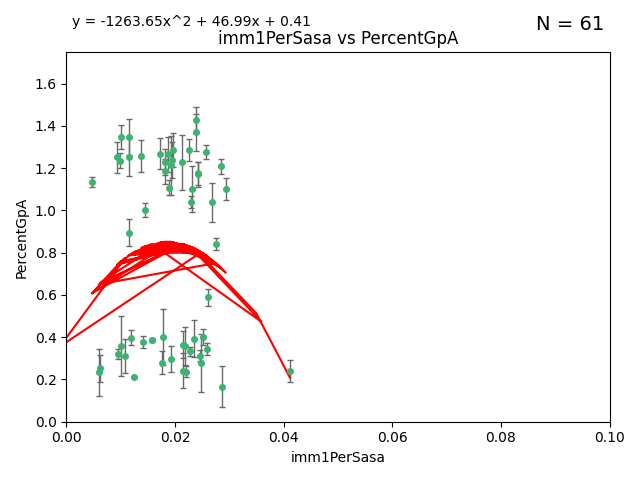 y = -1263.65x^2 + 46.99x + 0.41
N = 61
imm1PerSasa vs PercentGpA
PercentGpA
1.6
1.4
1.2
1.0
0.8
0.6
0.4
0.2
0.0
0.00 0.02 0.04 0.06 0.08 0.10
imm1PerSasa